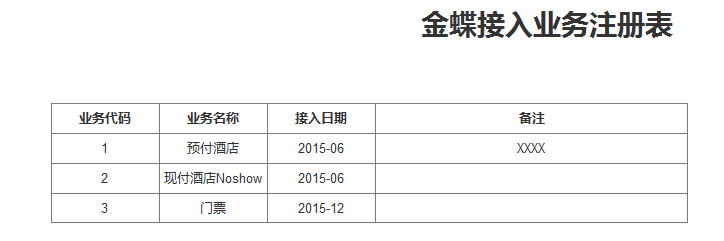 金蝶接入业务注册表
业务代码 业务名称 接入日期 备注
1 预付酒店 2015-06 XXXX
2 现付酒店Noshow 2015-06
3 门票 2015-12